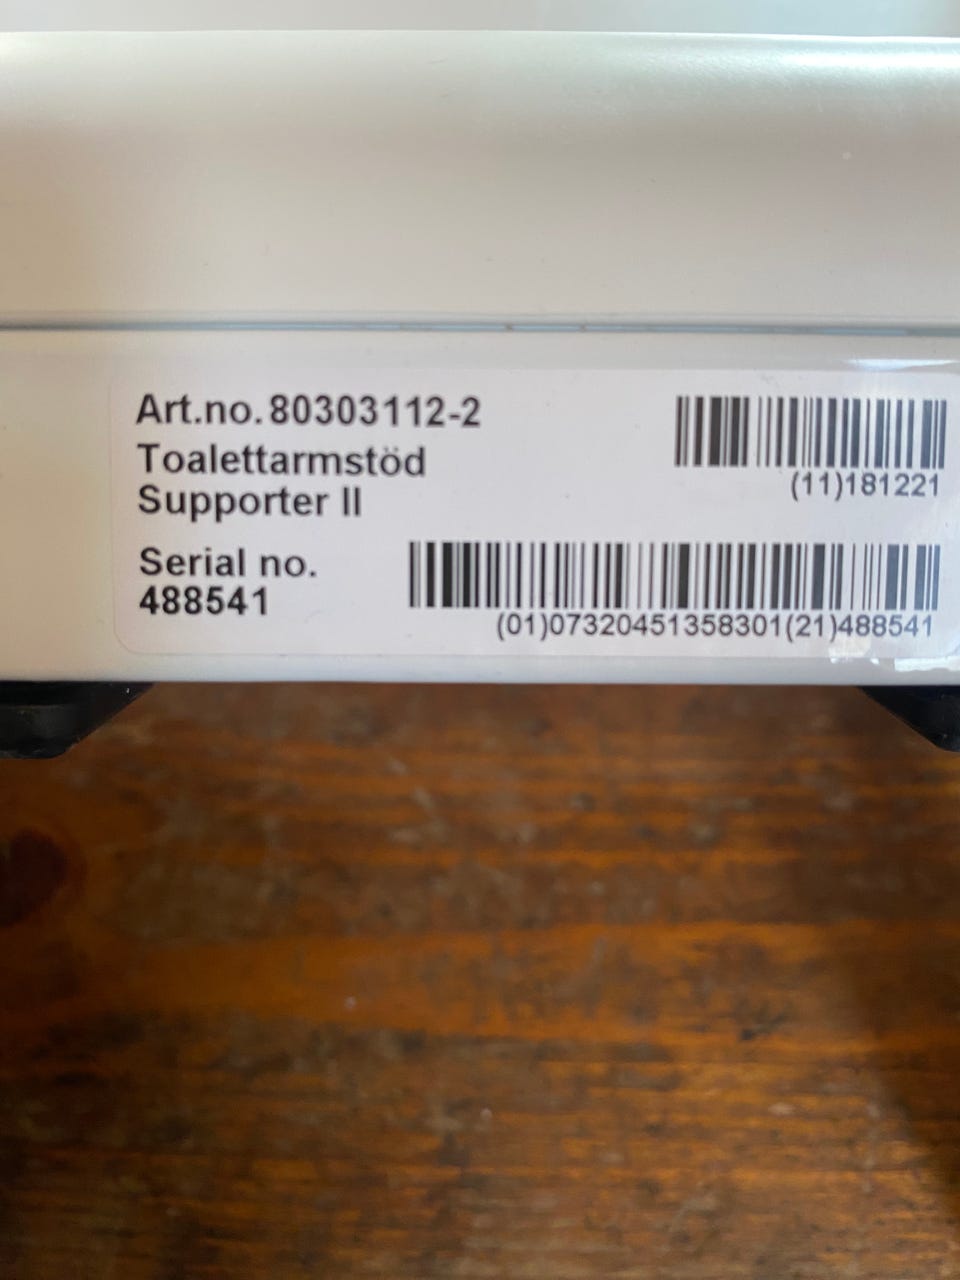 Art.no. 80303112-2
Toalettarmstöd
Supporter II
(11)181221
Serial no.
488541
(01)07320451358301(21)488541